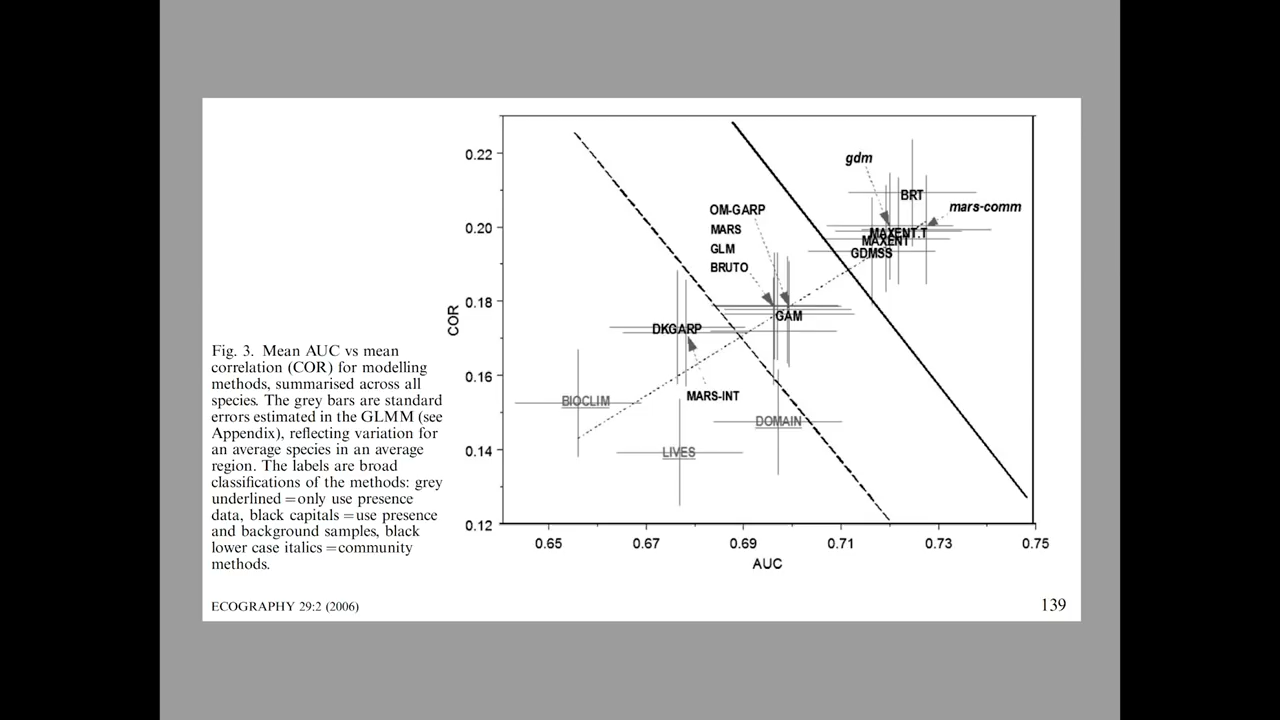 Fig. 3. Mean AUC vs mean
correlation (COR) for modelling
methods, summarised across all
species. The grey bars are standard
errors estimated in the GLMM (see
Appendix), reflecting variation for
an average species in an average
region. The labels are broad
classifications of the methods: grey
underlined =only use presence
data, black capitals =use presence
and background samples, black
lower case italics =community
methods.
COR
0.22
0.20
0.18
0.16
0.14
0.12
gdm
BRT
mars-comm
OM-GARP
MARS
GLM
BRUTO
MAXENT.T
MAXENT
GDMSS
GAM
DKGARP
MARS-INT
BIOCLIM
DOMAIN
LIVES
0.65
0.67
0.69
0.71
0.73
0.75
AUC
ECOGRAPHY 29:2 (2006)
139